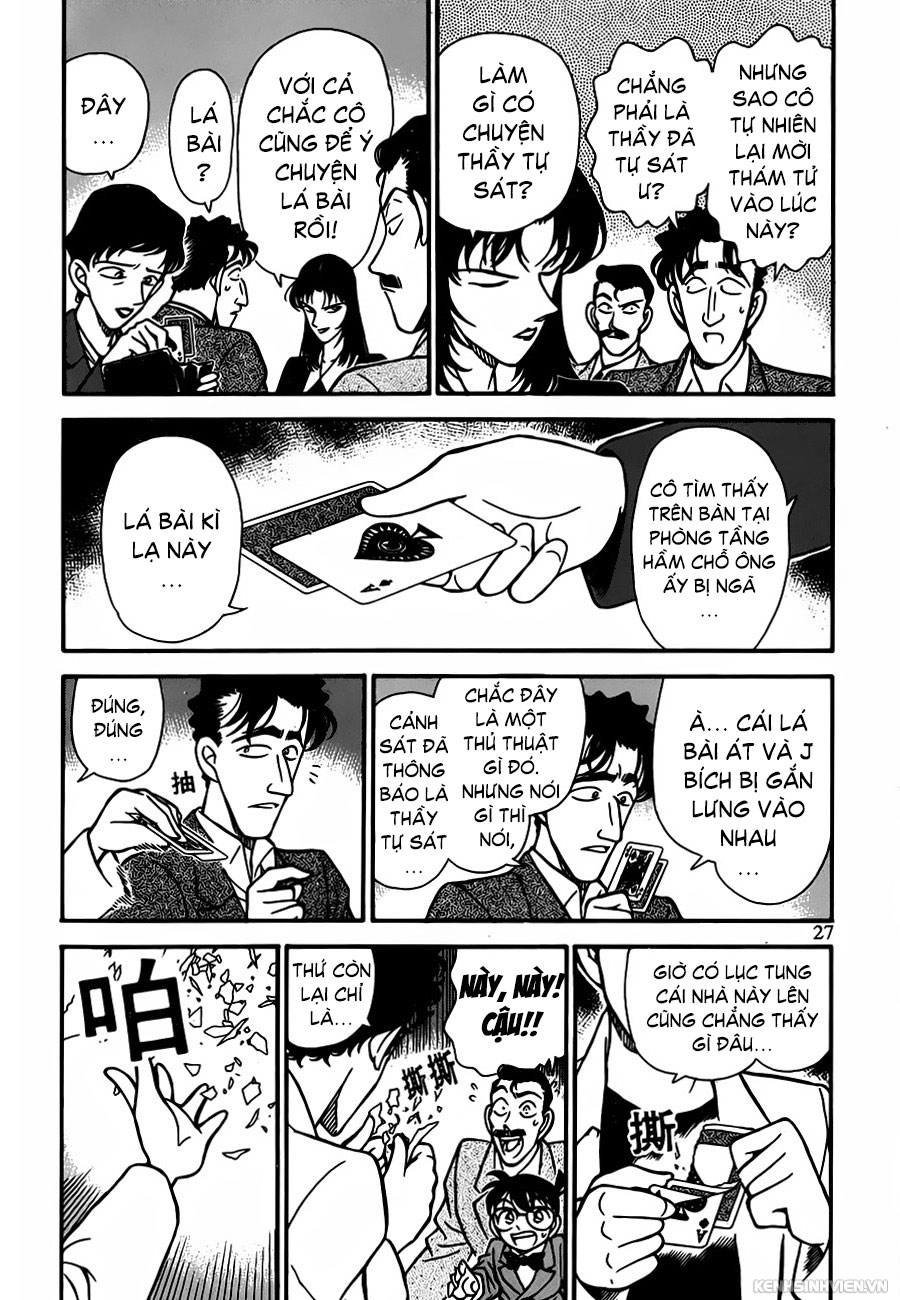 NHƯNG
SAO CÔ
TỰ NHIÊN
LẠI MỜI
THÁM TỬ
VÀO LÚC
NÀY?
CHẲNG
PHẢI LÀ
THẦY ĐÃ
TỰ SÁT
Ư?
LÀM
GÌ CÓ
CHUYỆN
THẦY TỰ
SÁT?
VỚI CẢ
CHẮC CÔ
CŨNG ĐỂ Ý
CHUYỆN
LÁ BÀI
RỒI!
LÁ
BÀI
?
ĐÂY
...
CÔ TÌM THẤY
TRÊN BÀN TẠI
PHÒNG TẦNG
HẦM CHỖ ÔNG
ẤY BỊ NGÃ
...
LÁ BÀI KÌ
LẠ NÀY
...
A
À... CÁI LÁ
BÀI ÁT VÀ J
BÍCH BỊ GẮN
LƯNG VÀO
NHAU
...
CHẮC ĐÂY
LÀ MỘT
THỦ THUẬT
GÌ ĐÓ.
NHƯNG NÓI
GÌ THÌ
NÓI,
CẢNH
SÁT ĐÃ
THÔNG
BÁO LÀ
THẦY
TỰ SÁT
...
ĐÚNG,
ĐÚNG
...
抽
27
GIỜ CÓ LỤC TUNG
CÁI NHÀ NÀY LÊN
CŨNG CHẲNG THẤY
GÌ ĐÂU...
撕
A
NÀY, NÀY!
CẬU!!
撕撕
THỨ CÒN
LẠI CHỈ
LÀ...
咱
KENHSINHVIEN.VN